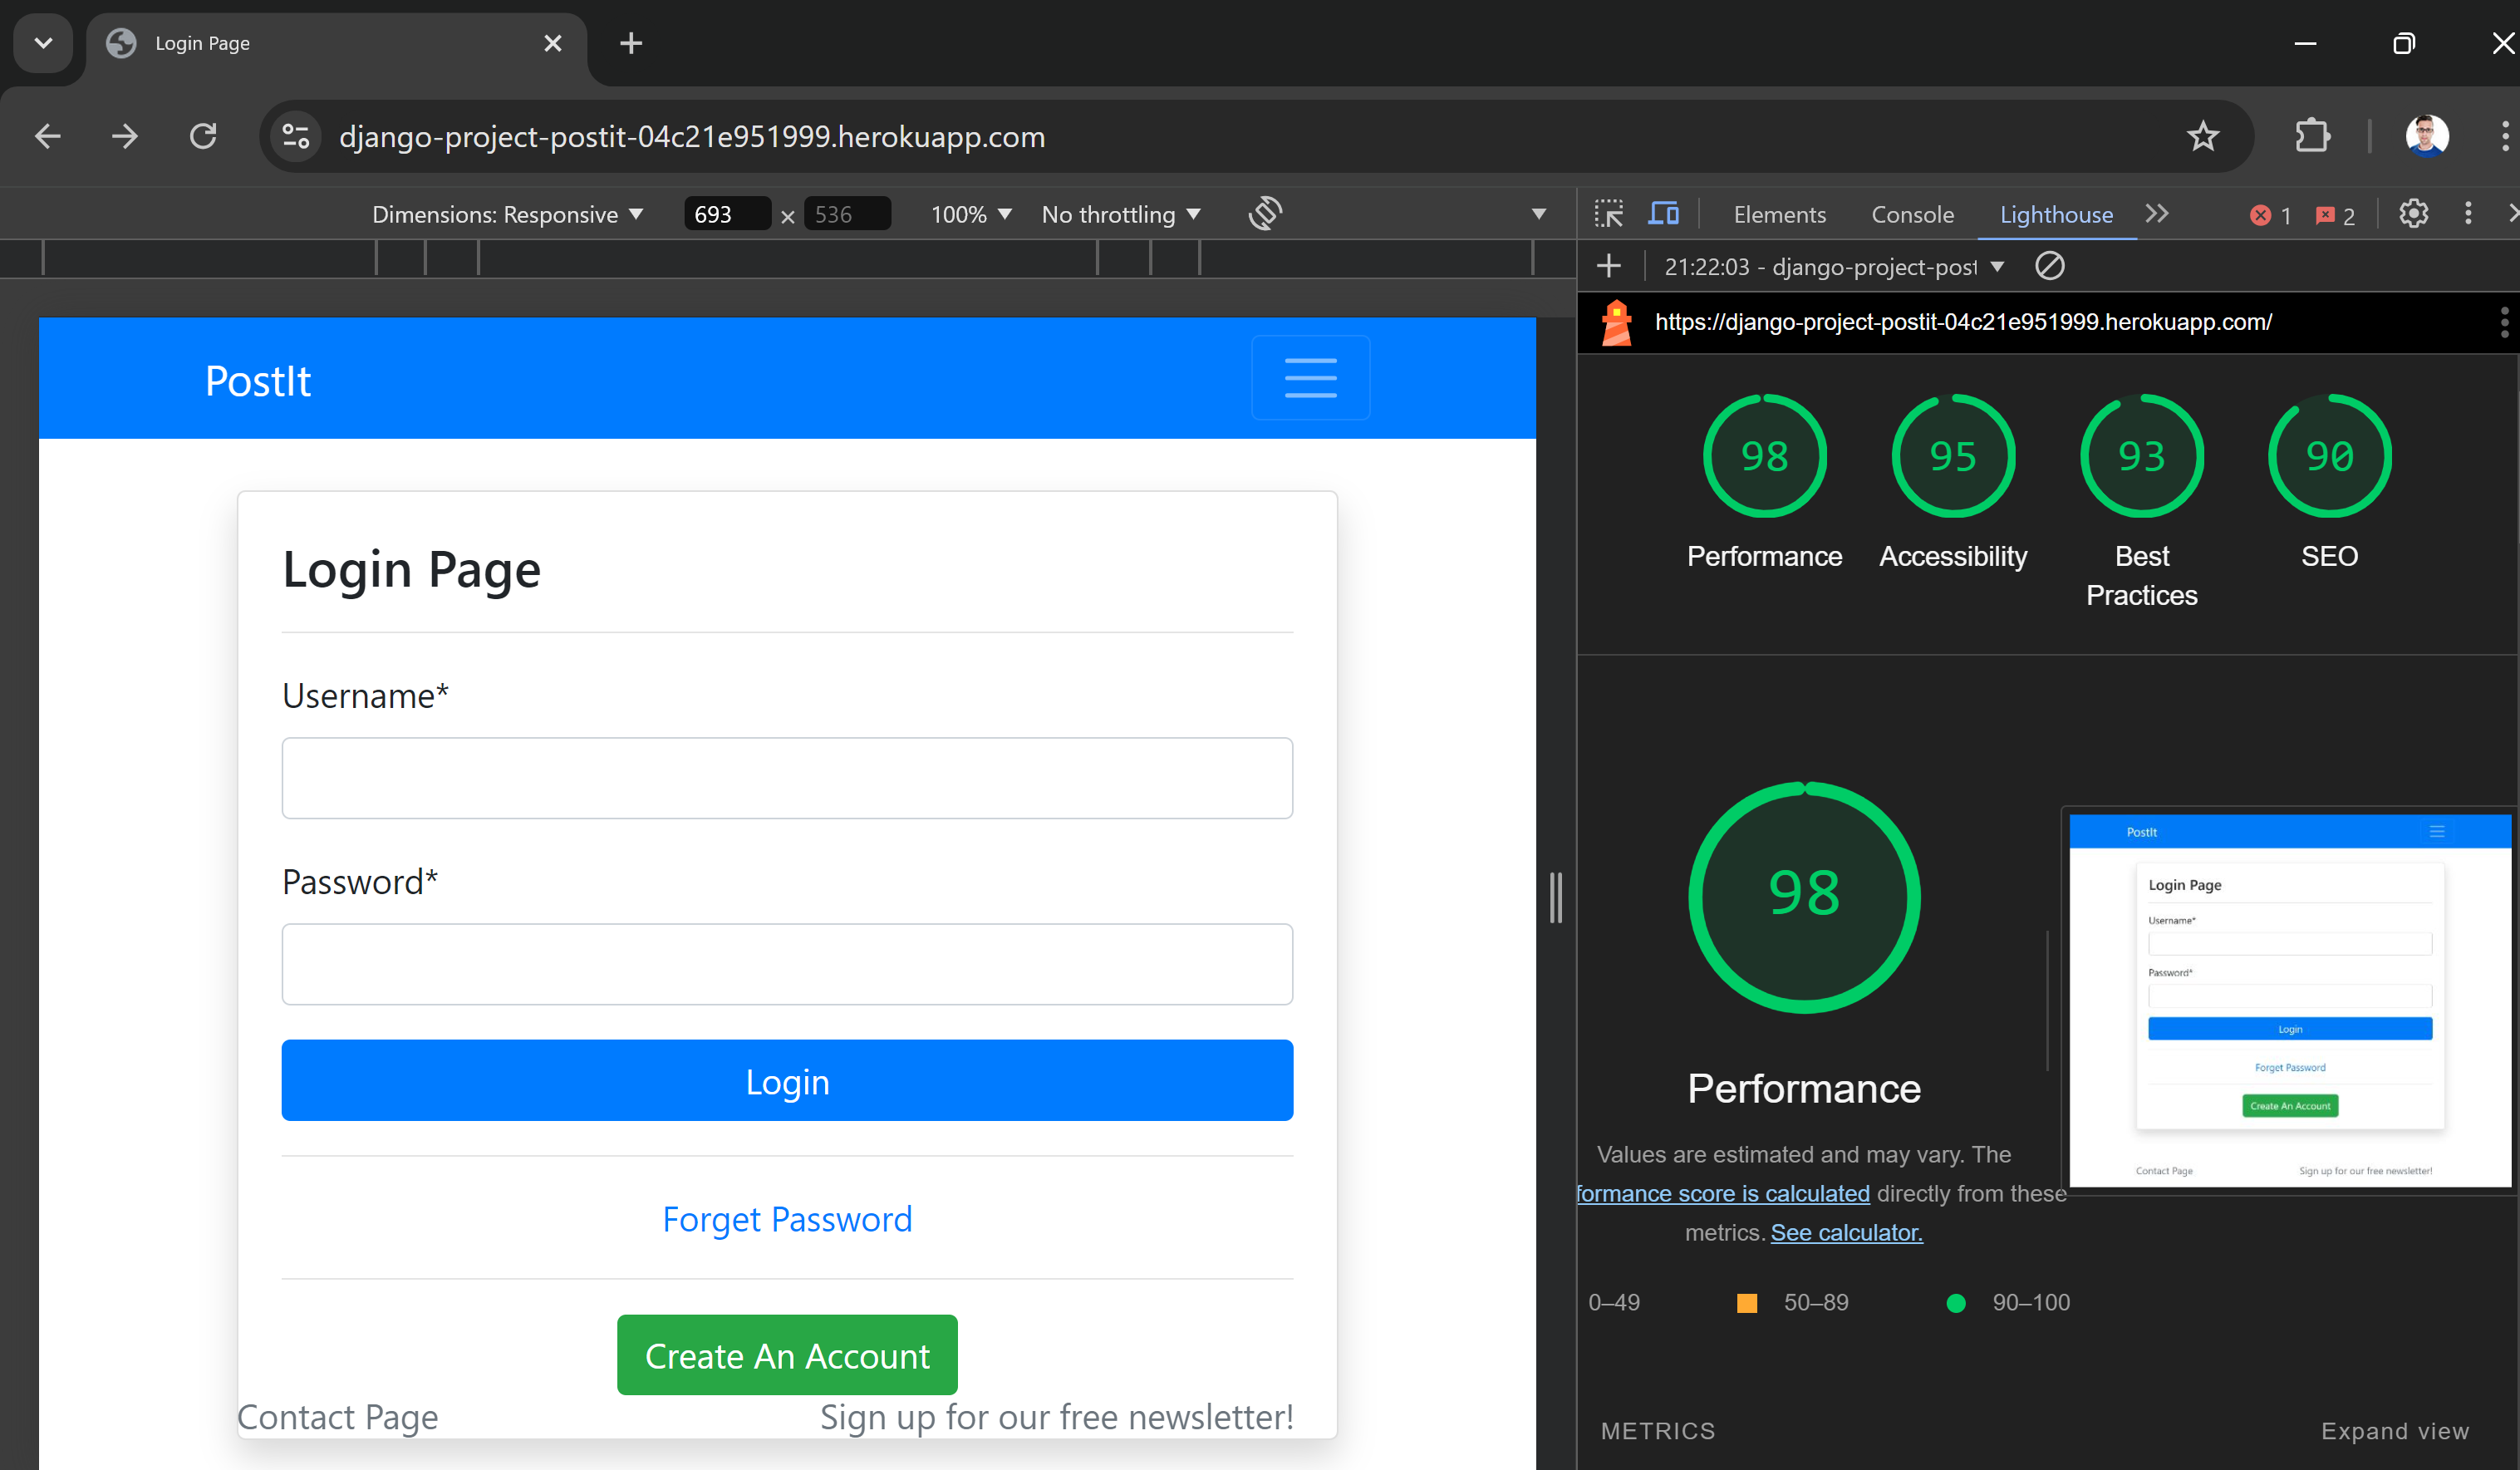 Login Page
django-project-postit-04c21e951999.herokuapp.com
Dimensions: Responsive 693 × 536 100% No throttling
PostIt
Login Page
Username*
Password*
Login
Forget Password
Create An Account
Contact Page Sign up for our free newsletter!
Elements Console Lighthouse 1 2
21:22:03 - django-project-post
https://django-project-postit-04c21e951999.herokuapp.com/
98 95 93 90
Performance Accessibility Best Practices SEO
98
Performance
Values are estimated and may vary. The
formance score is calculated directly from these
metrics. See calculator.
0–49 50–89 90–100
METRICS Expand view
PostIt
Login Page
Username*
Password*
Login
Forget Password
Create An Account
Contact Page Sign up for our free newsletter!